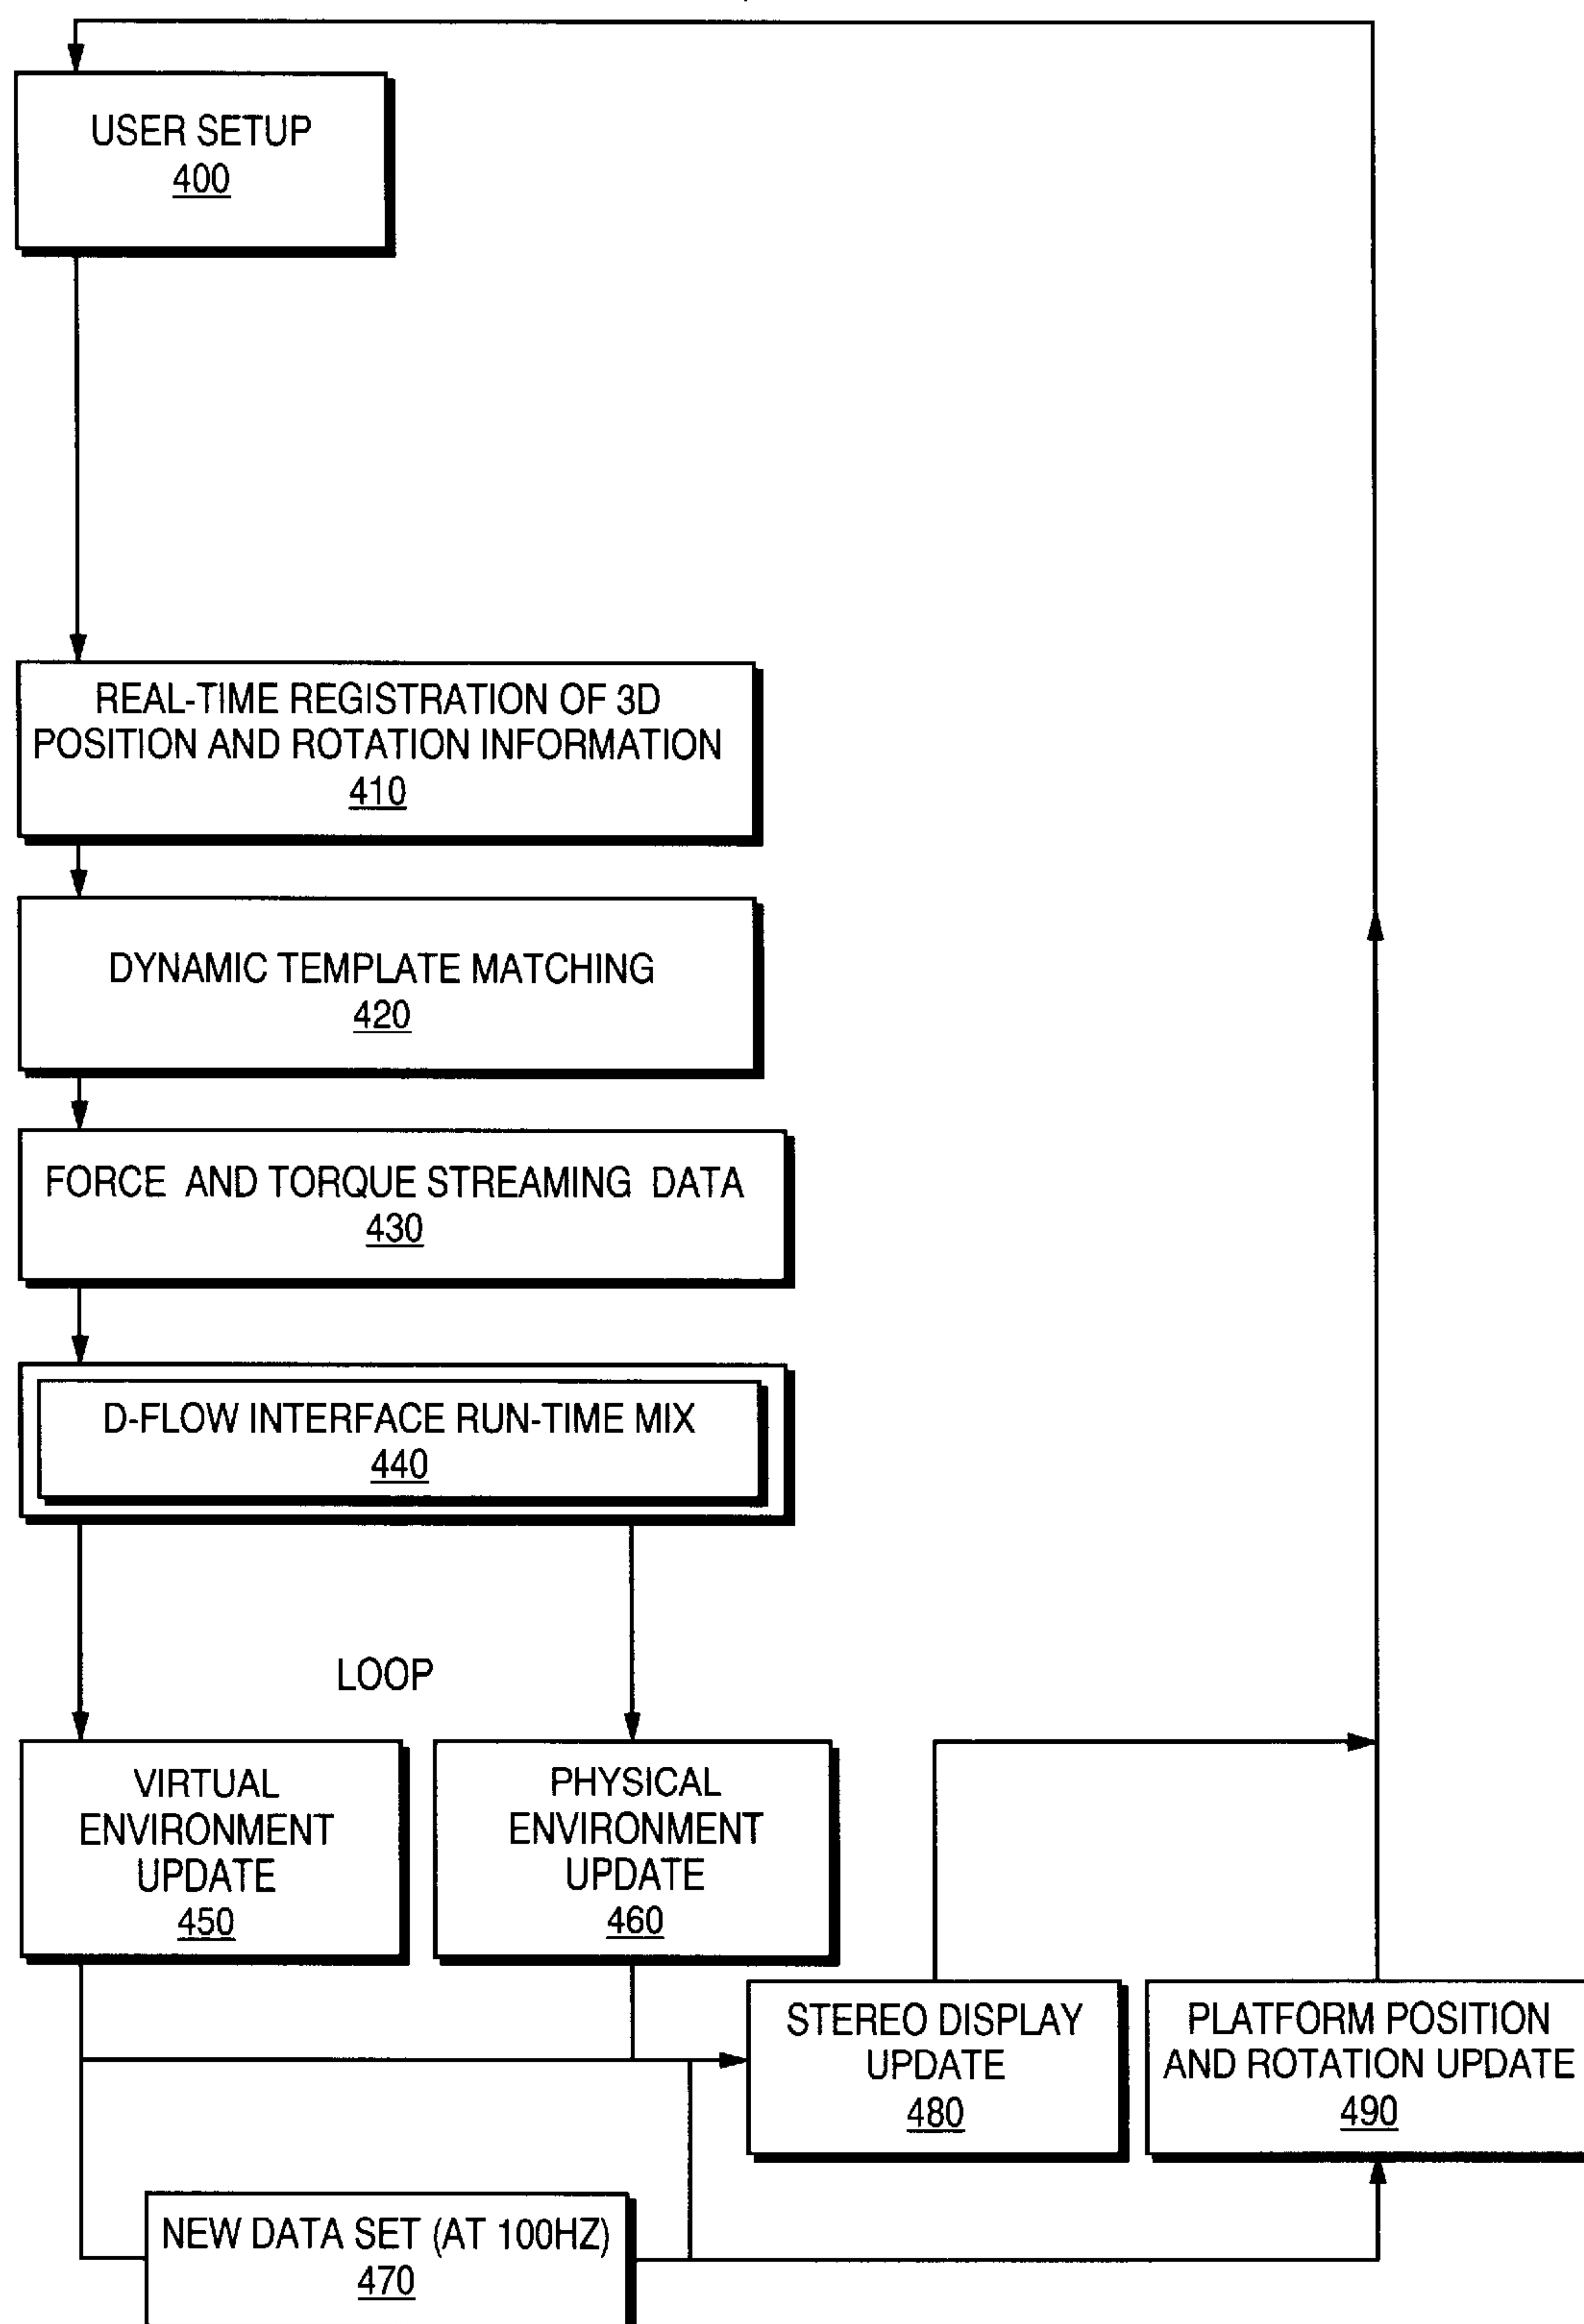 USER SETUP
400
REAL-TIME REGISTRATION OF 3D
POSITION AND ROTATION INFORMATION
410
DYNAMIC TEMPLATE MATCHING
420
FORCE AND TORQUE STREAMING DATA
430
D-FLOW INTERFACE RUN-TIME MIX
440
LOOP
VIRTUAL
ENVIRONMENT
UPDATE
450
PHYSICAL
ENVIRONMENT
UPDATE
460
STEREO DISPLAY
UPDATE
480
PLATFORM POSITION
AND ROTATION UPDATE
490
NEW DATA SET (AT 100HZ)
470